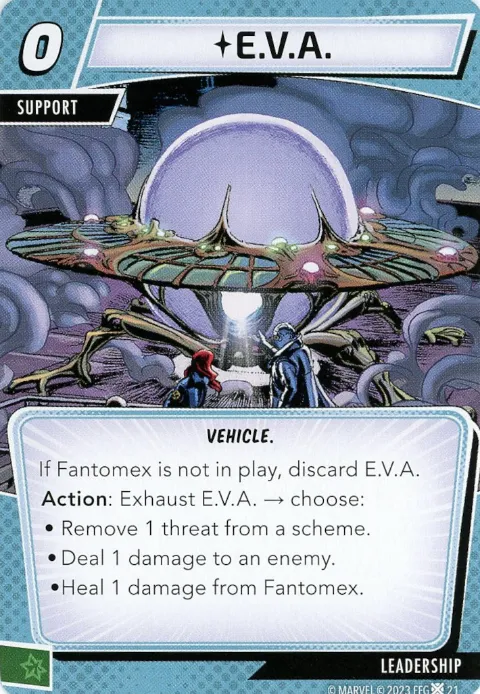 0
E.V.A.
SUPPORT
VEHICLE.
If Fantomex is not in play, discard E.V.A.
Action: Exhaust E.V.A. → choose:
• Remove 1 threat from a scheme.
• Deal 1 damage to an enemy.
• Heal 1 damage from Fantomex.
LEADERSHIP
© MARVEL © 2023 FFG 21